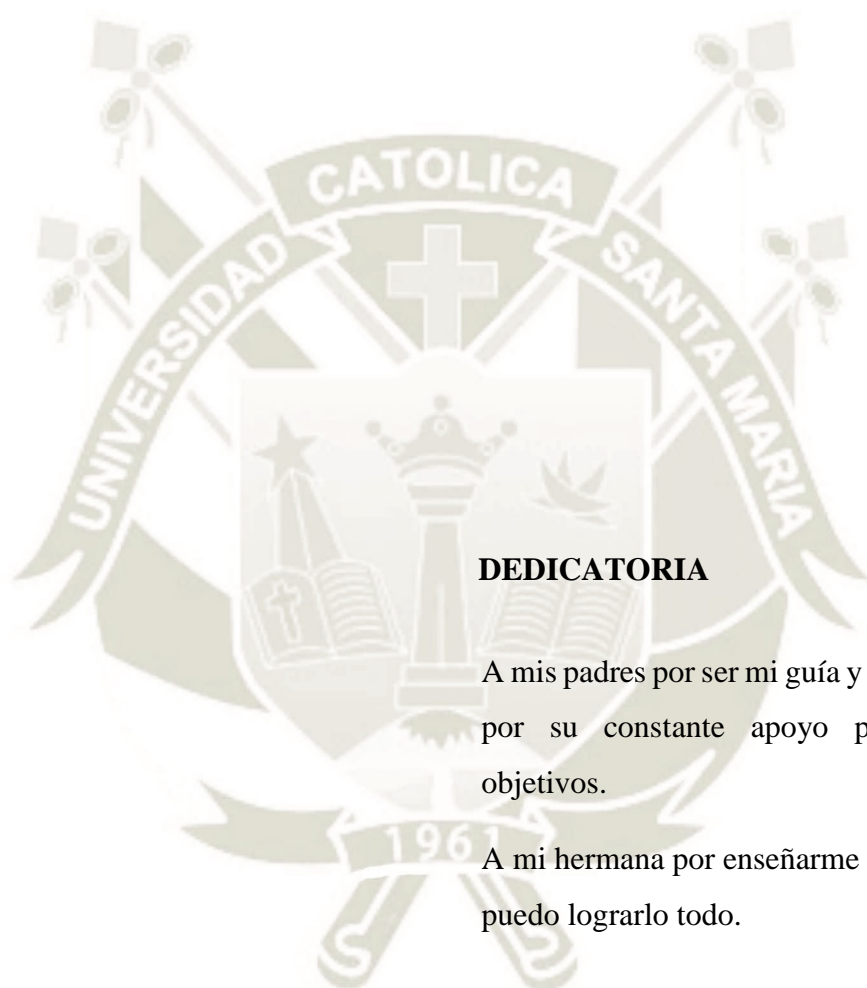 CATOLICA
UNIVERSIDAD
SANTA MARIA
DEDICATORIA
A mis padres por ser mi guía y
por su constante apoyo p
objetivos.
A mi hermana por enseñarme
puedo lograrlo todo.
1961